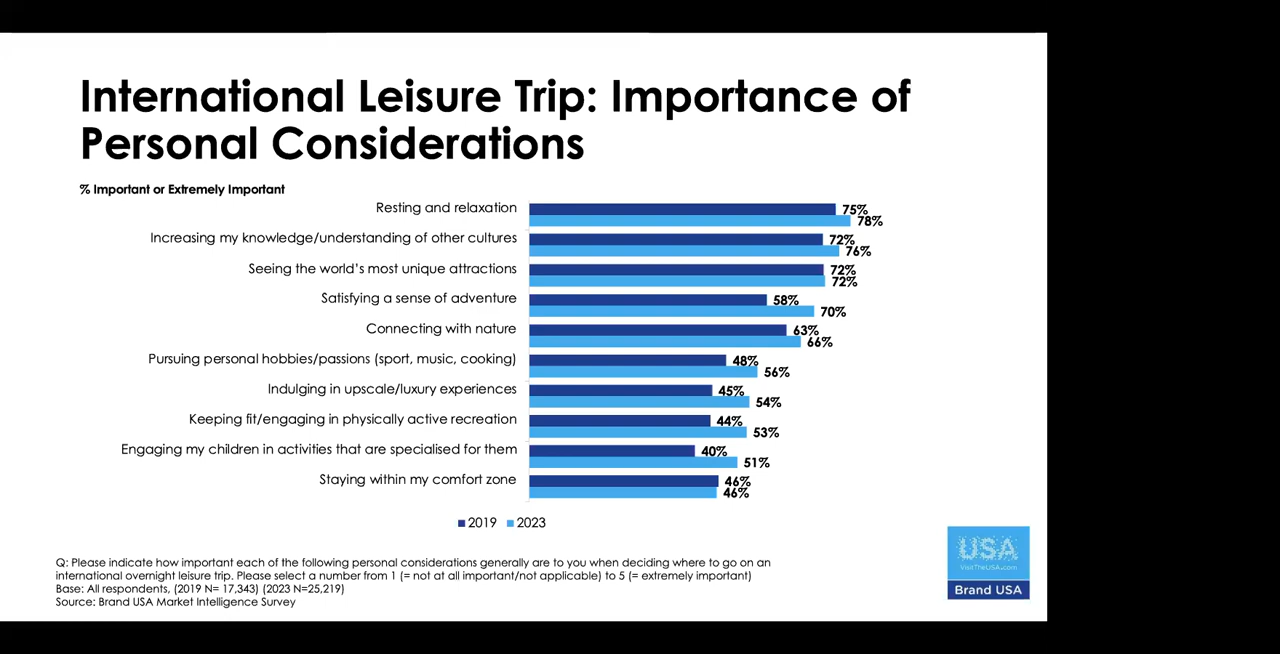 International Leisure Trip: Importance of
Personal Considerations
% Important or Extremely Important
Resting and relaxation
75%
78%
Increasing my knowledge/understanding of other cultures
72%
76%
Seeing the world's most unique attractions
72%
72%
Satisfying a sense of adventure
58%
70%
Connecting with nature
63%
66%
Pursuing personal hobbies/passions (sport, music, cooking)
48%
56%
Indulging in upscale/luxury experiences
45%
54%
Keeping fit/engaging in physically active recreation
44%
53%
Engaging my children in activities that are specialised for them
40%
51%
Staying within my comfort zone
46%
46%
2019 2023
Q: Please indicate how important each of the following personal considerations generally are to you when deciding where to go on an
international overnight leisure trip. Please select a number from 1 (= not at all important/not applicable) to 5 (= extremely important)
Base: All respondents, (2019 N= 17,343) (2023 N=25,219)
Source: Brand USA Market Intelligence Survey
USA
VisitTheUSA.com
Brand USA